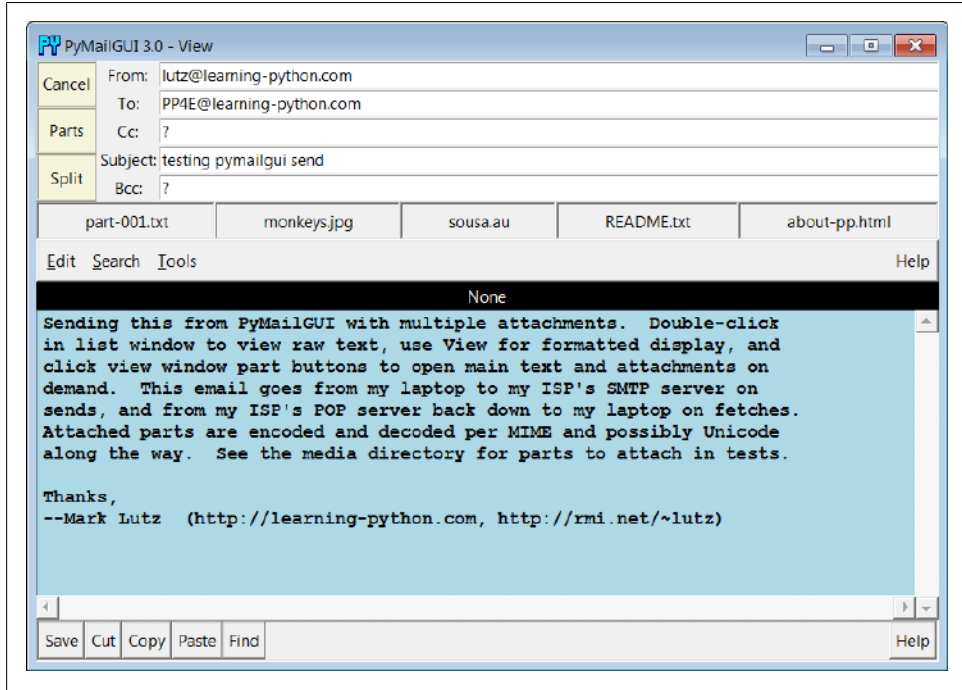 PY PyMailGUI 3.0 - View
Cancel From: lutz@learning-python.com
To: PP4E@learning-python.com
Parts Cc: ?
Subject: testing pymailgui send
Split Bcc: ?
part-001.txt monkeys.jpg sousa.au README.txt about-pp.html
Edit Search Tools Help
None
Sending this from PyMailGUI with multiple attachments.  Double-click
in list window to view raw text, use View for formatted display, and
click view window part buttons to open main text and attachments on
demand.  This email goes from my laptop to my ISP's SMTP server on
sends, and from my ISP's POP server back down to my laptop on fetches.
Attached parts are encoded and decoded per MIME and possibly Unicode
along the way.  See the media directory for parts to attach in tests.
Thanks,
--Mark Lutz  (http://learning-python.com, http://rmi.net/~lutz)
Save Cut Copy Paste Find Help